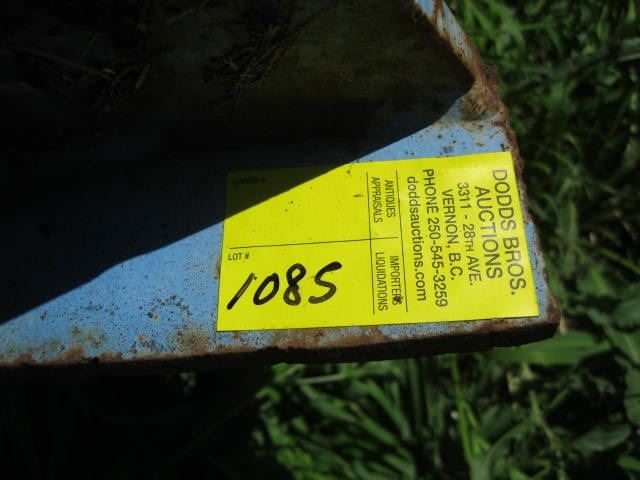 OWNER #
LOT #
1085
ANTIQUES
APPRAISALS
IMPORTERS
LIQUIDATIONS
DODDS BROS.
AUCTIONS
3311 - 28TH AVE.
VERNON, B.C.
PHONE 250-545-3259
doddsauctions.com